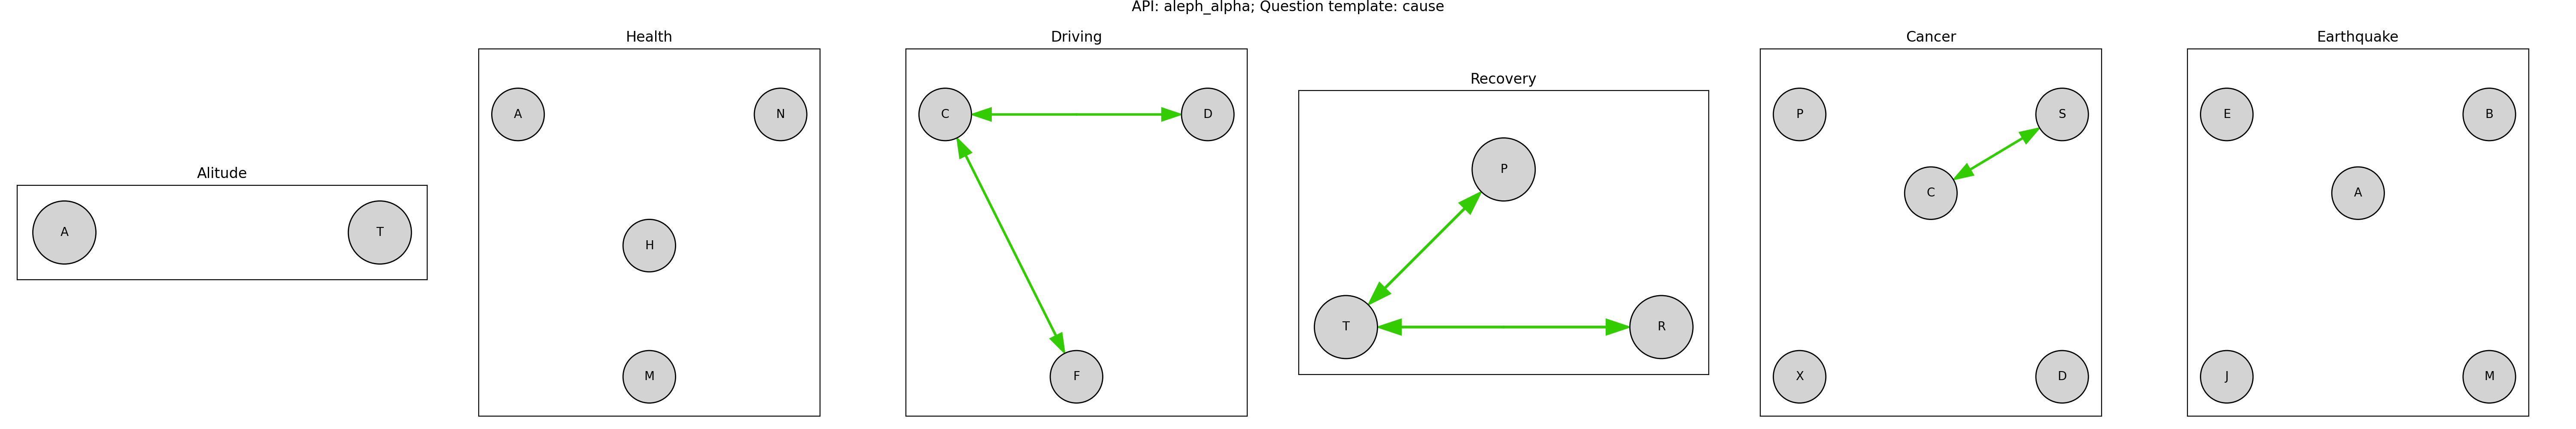 API: aleph_alpha; Question template: cause
Alitude
A
T
Health
A
N
H
M
Driving
C
D
F
Recovery
P
T
R
Cancer
P
S
C
X
D
Earthquake
E
B
A
J
M